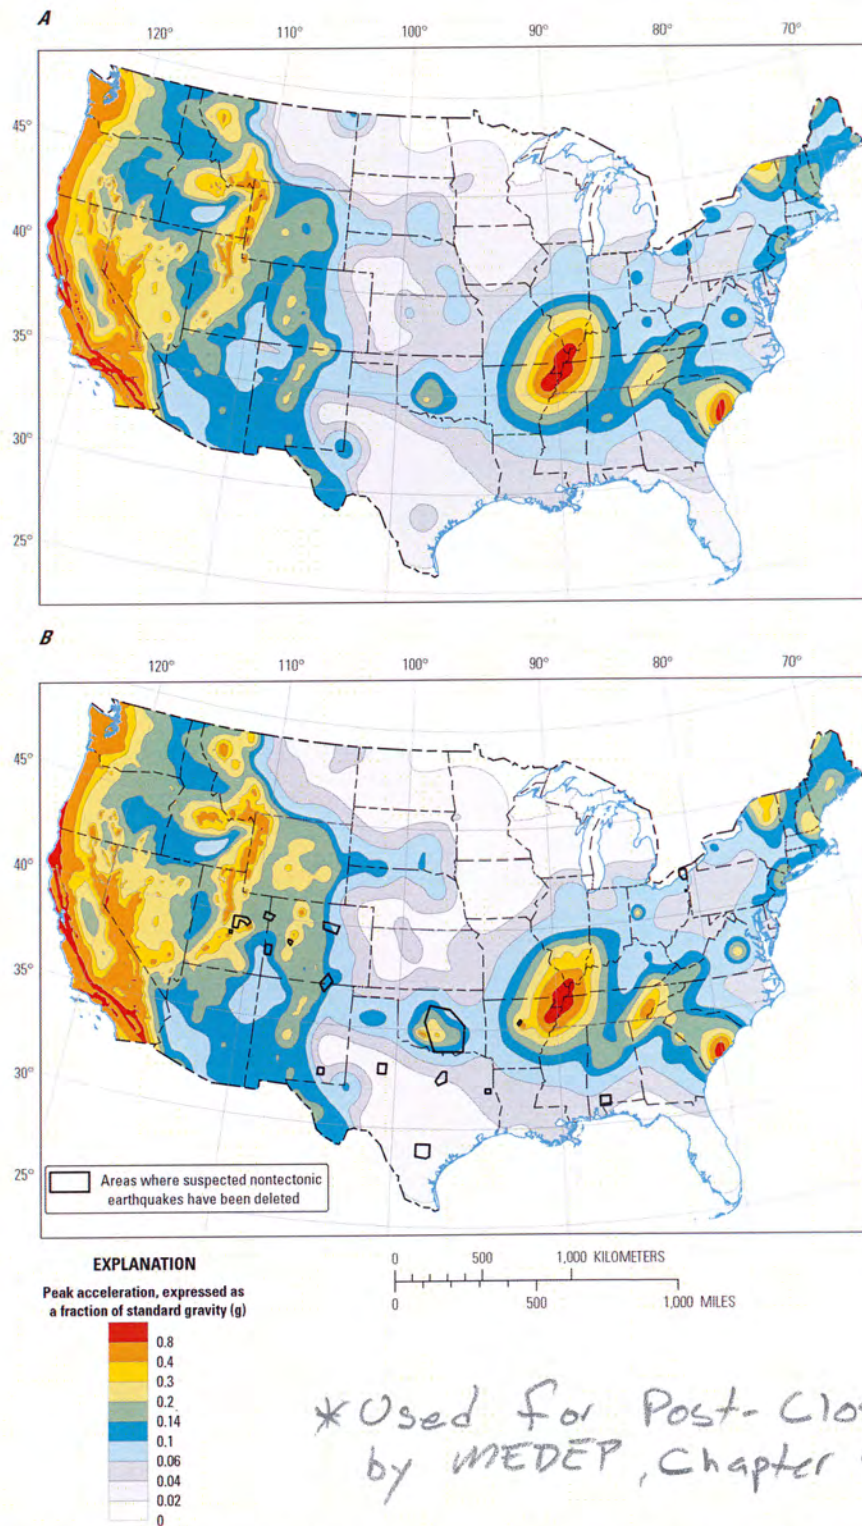 A
120° 110° 100° 90° 80° 70°
45°
40°
35°
30°
25°
B
120° 110° 100° 90° 80° 70°
45°
40°
35°
30°
25°
Areas where suspected nontectonic
earthquakes have been deleted
EXPLANATION
Peak acceleration, expressed as
a fraction of standard gravity (g)
0.8
0.4
0.3
0.2
0.14
0.1
0.06
0.04
0.02
0
0 500 1,000 KILOMETERS
0 500 1,000 MILES
*Used for Post-Clo
by MEDEP, Chapter